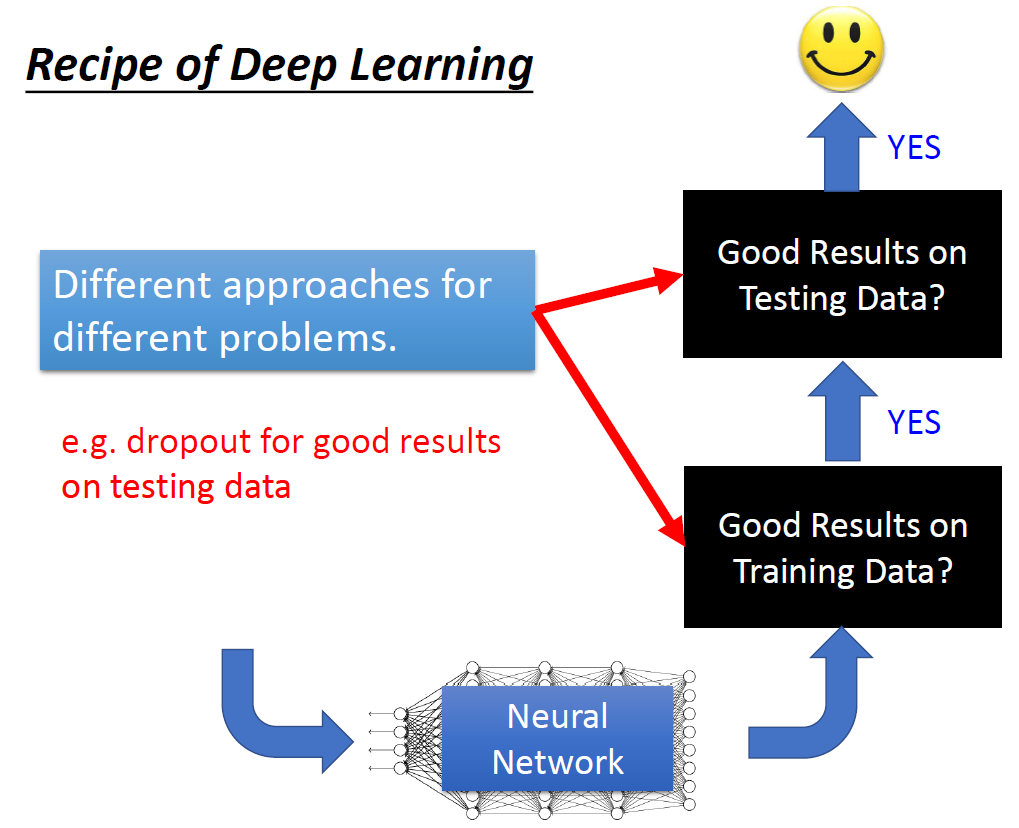 Recipe of Deep Learning
YES
Good Results on
Testing Data?
Different approaches for
different problems.
YES
e.g. dropout for good results
on testing data
Good Results on
Training Data?
Neural
Network